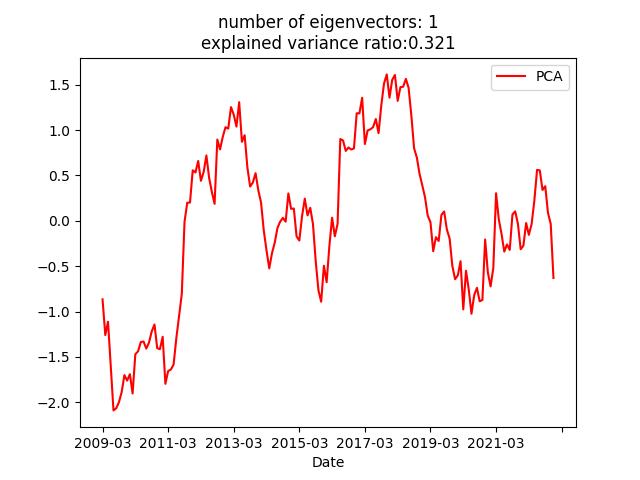 number of eigenvectors: 1
explained variance ratio:0.321
PCA
1.5
1.0
0.5
0.0
−0.5
−1.0
−1.5
−2.0
2009-03 2011-03 2013-03 2015-03 2017-03 2019-03 2021-03
Date